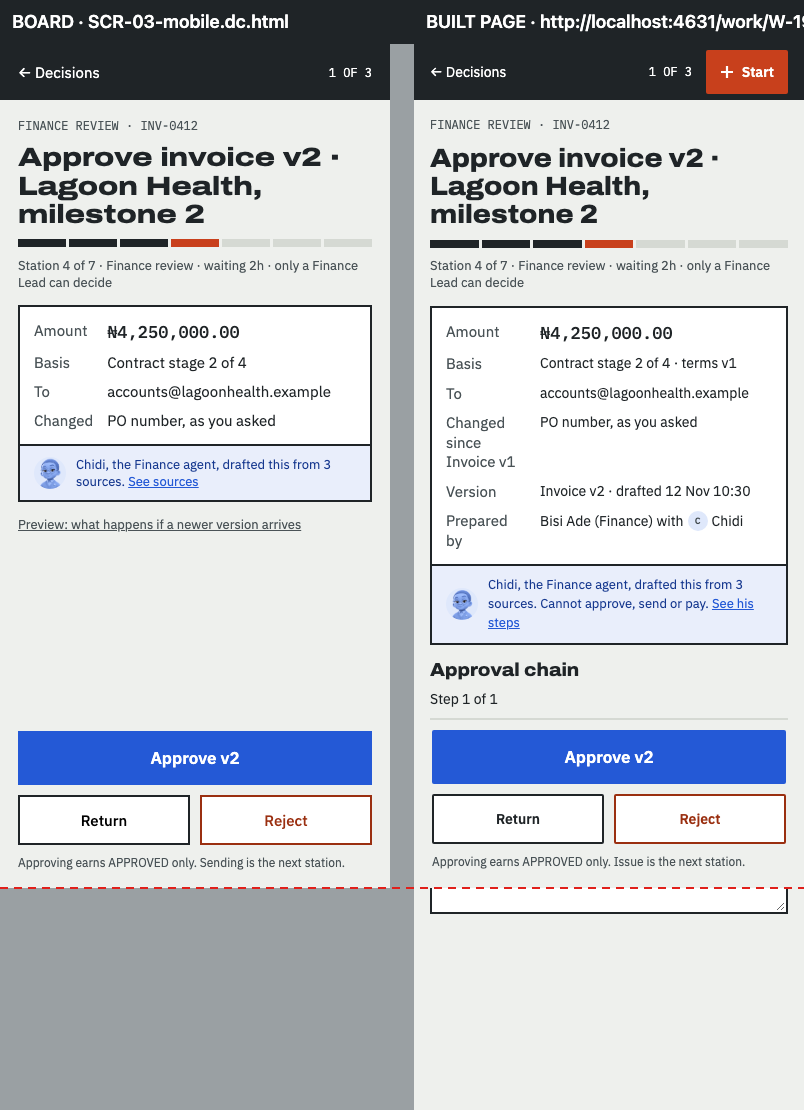 BOARD · SCR-03-mobile.dc.html
← Decisions
1 OF 3
FINANCE REVIEW · INV-0412
Approve invoice v2 ·
Lagoon Health,
milestone 2
Station 4 of 7 · Finance review · waiting 2h · only a Finance
Lead can decide
Amount ₦4,250,000.00
Basis Contract stage 2 of 4
To accounts@lagoonhealth.example
Changed PO number, as you asked
Chidi, the Finance agent, drafted this from 3
sources. See sources
Preview: what happens if a newer version arrives
Approve v2
Return
Reject
Approving earns APPROVED only. Sending is the next station.
BUILT PAGE · http://localhost:4631/work/W-19
← Decisions
1 OF 3
+ Start
FINANCE REVIEW · INV-0412
Approve invoice v2 ·
Lagoon Health,
milestone 2
Station 4 of 7 · Finance review · waiting 2h · only a Finance
Lead can decide
Amount ₦4,250,000.00
Basis Contract stage 2 of 4 · terms v1
To accounts@lagoonhealth.example
Changed PO number, as you asked
since
Invoice v1
Version Invoice v2 · drafted 12 Nov 10:30
Prepared Bisi Ade (Finance) with C Chidi
by
Chidi, the Finance agent, drafted this from 3
sources. Cannot approve, send or pay. See his
steps
Approval chain
Step 1 of 1
Approve v2
Return
Reject
Approving earns APPROVED only. Issue is the next station.